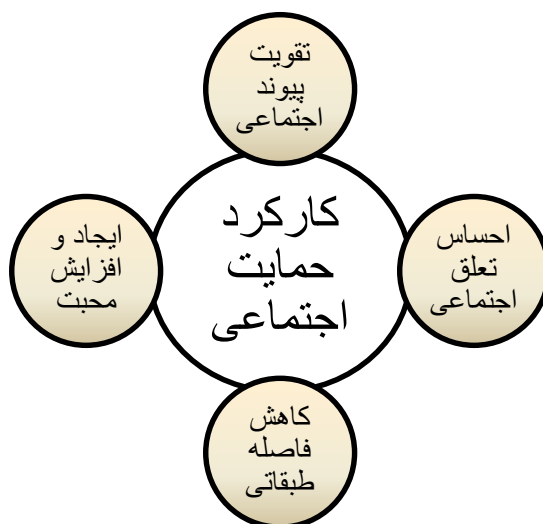 تقویت
پیوند
اجتماعی
کارکرد
حمایت
اجتماعی
احساس
تعلق
اجتماعی
ایجاد و
افزایش
محبت
کاهش
فاصله
طبقاتی